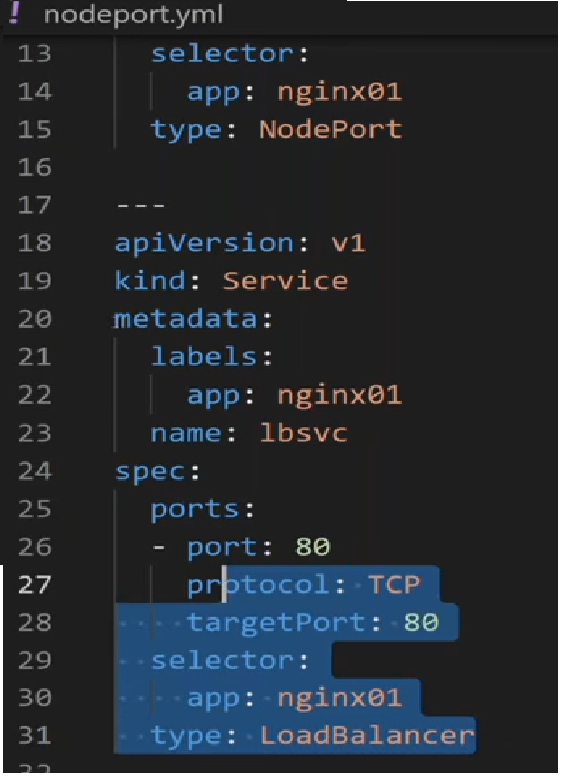 ! nodeport.yml
13 selector:
14 app: nginx01
15 type: NodePort
16
17 ---
18 apiVersion: v1
19 kind: Service
20 metadata:
21 labels:
22 app: nginx01
23 name: lbsvc
24 spec:
25 ports:
26 - port: 80
27 protocol: TCP
28 targetPort: 80
29 selector:
30 app: nginx01
31 type: LoadBalancer
32